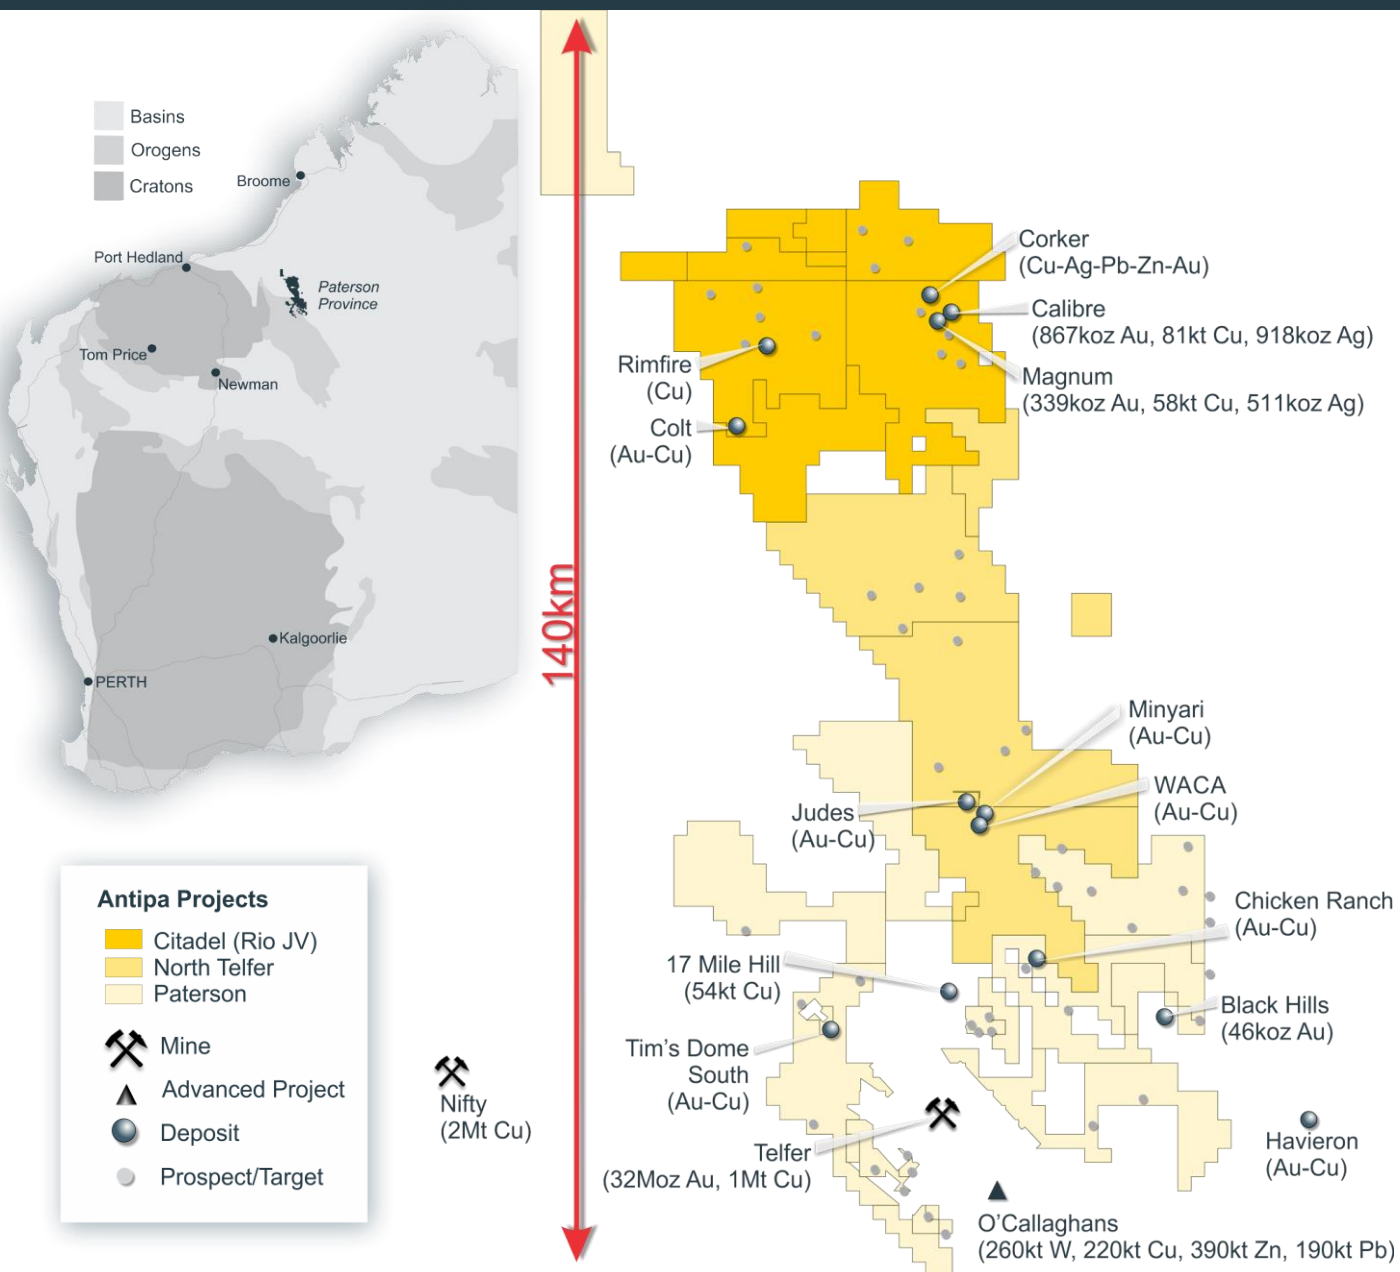 Basins
Orogens
Cratons
Broome
Port Hedland
Paterson
Province
Tom Price
Newman
Kalgoorlie
PERTH
140km
Corker
(Cu-Ag-Pb-Zn-Au)
Calibre
(867koz Au, 81kt Cu, 918koz Ag)
Magnum
(339koz Au, 58kt Cu, 511koz Ag)
Rimfire
(Cu)
Colt
(Au-Cu)
Minyari
(Au-Cu)
WACA
(Au-Cu)
Judes
(Au-Cu)
Chicken Ranch
(Au-Cu)
17 Mile Hill
(54kt Cu)
Black Hills
(46koz Au)
Tim's Dome
South
(Au-Cu)
Telfer
(32Moz Au, 1Mt Cu)
Havieron
(Au-Cu)
O'Callaghans
(260kt W, 220kt Cu, 390kt Zn, 190kt Pb)
Nifty
(2Mt Cu)
Antipa Projects
Citadel (Rio JV)
North Telfer
Paterson
Mine
Advanced Project
Deposit
Prospect/Target